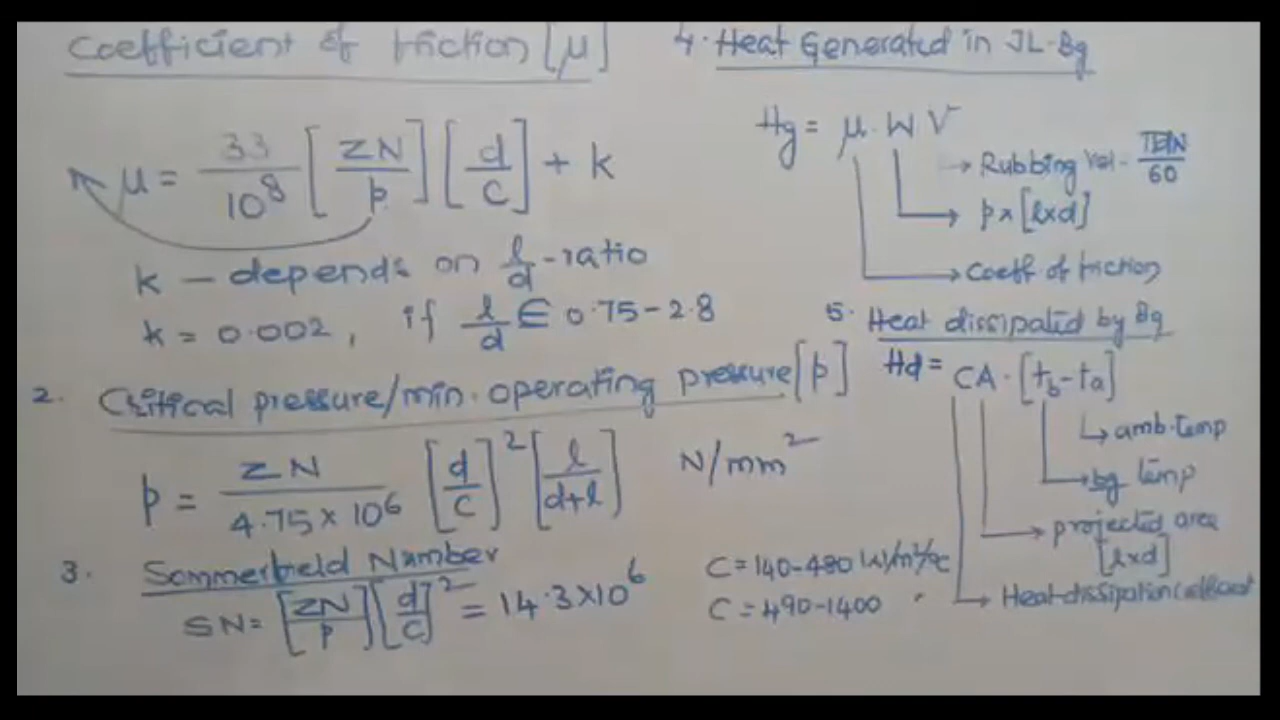 Coefficient of friction [μ]
μ = 33/10^8 [ZN/p] [d/c] + k
k - depends on l/d - ratio
k = 0.002, if l/d ∈ 0.75-2.8
2. Critical pressure/min. operating pressure [p]
p = ZN/4.75×10^6 [d/c]^2 [l/d+l] N/mm^2
3. Sommerfield Number
SN = [ZN/p] [d/c]^2 = 14.3×10^6
4. Heat Generated in JL.Bg
Hg = μ.W V
→ Rubbing Vel - /60
→ p×[l×d]
→ Coeff of friction
5. Heat dissipated by Bg
Hd = CA.[tb-ta]
↳ amb.temp
→ bg temp
→ projected area
[l×d]
→ Heat-dissipation
C = 140-480 W/m²/°c
C = 490-1400